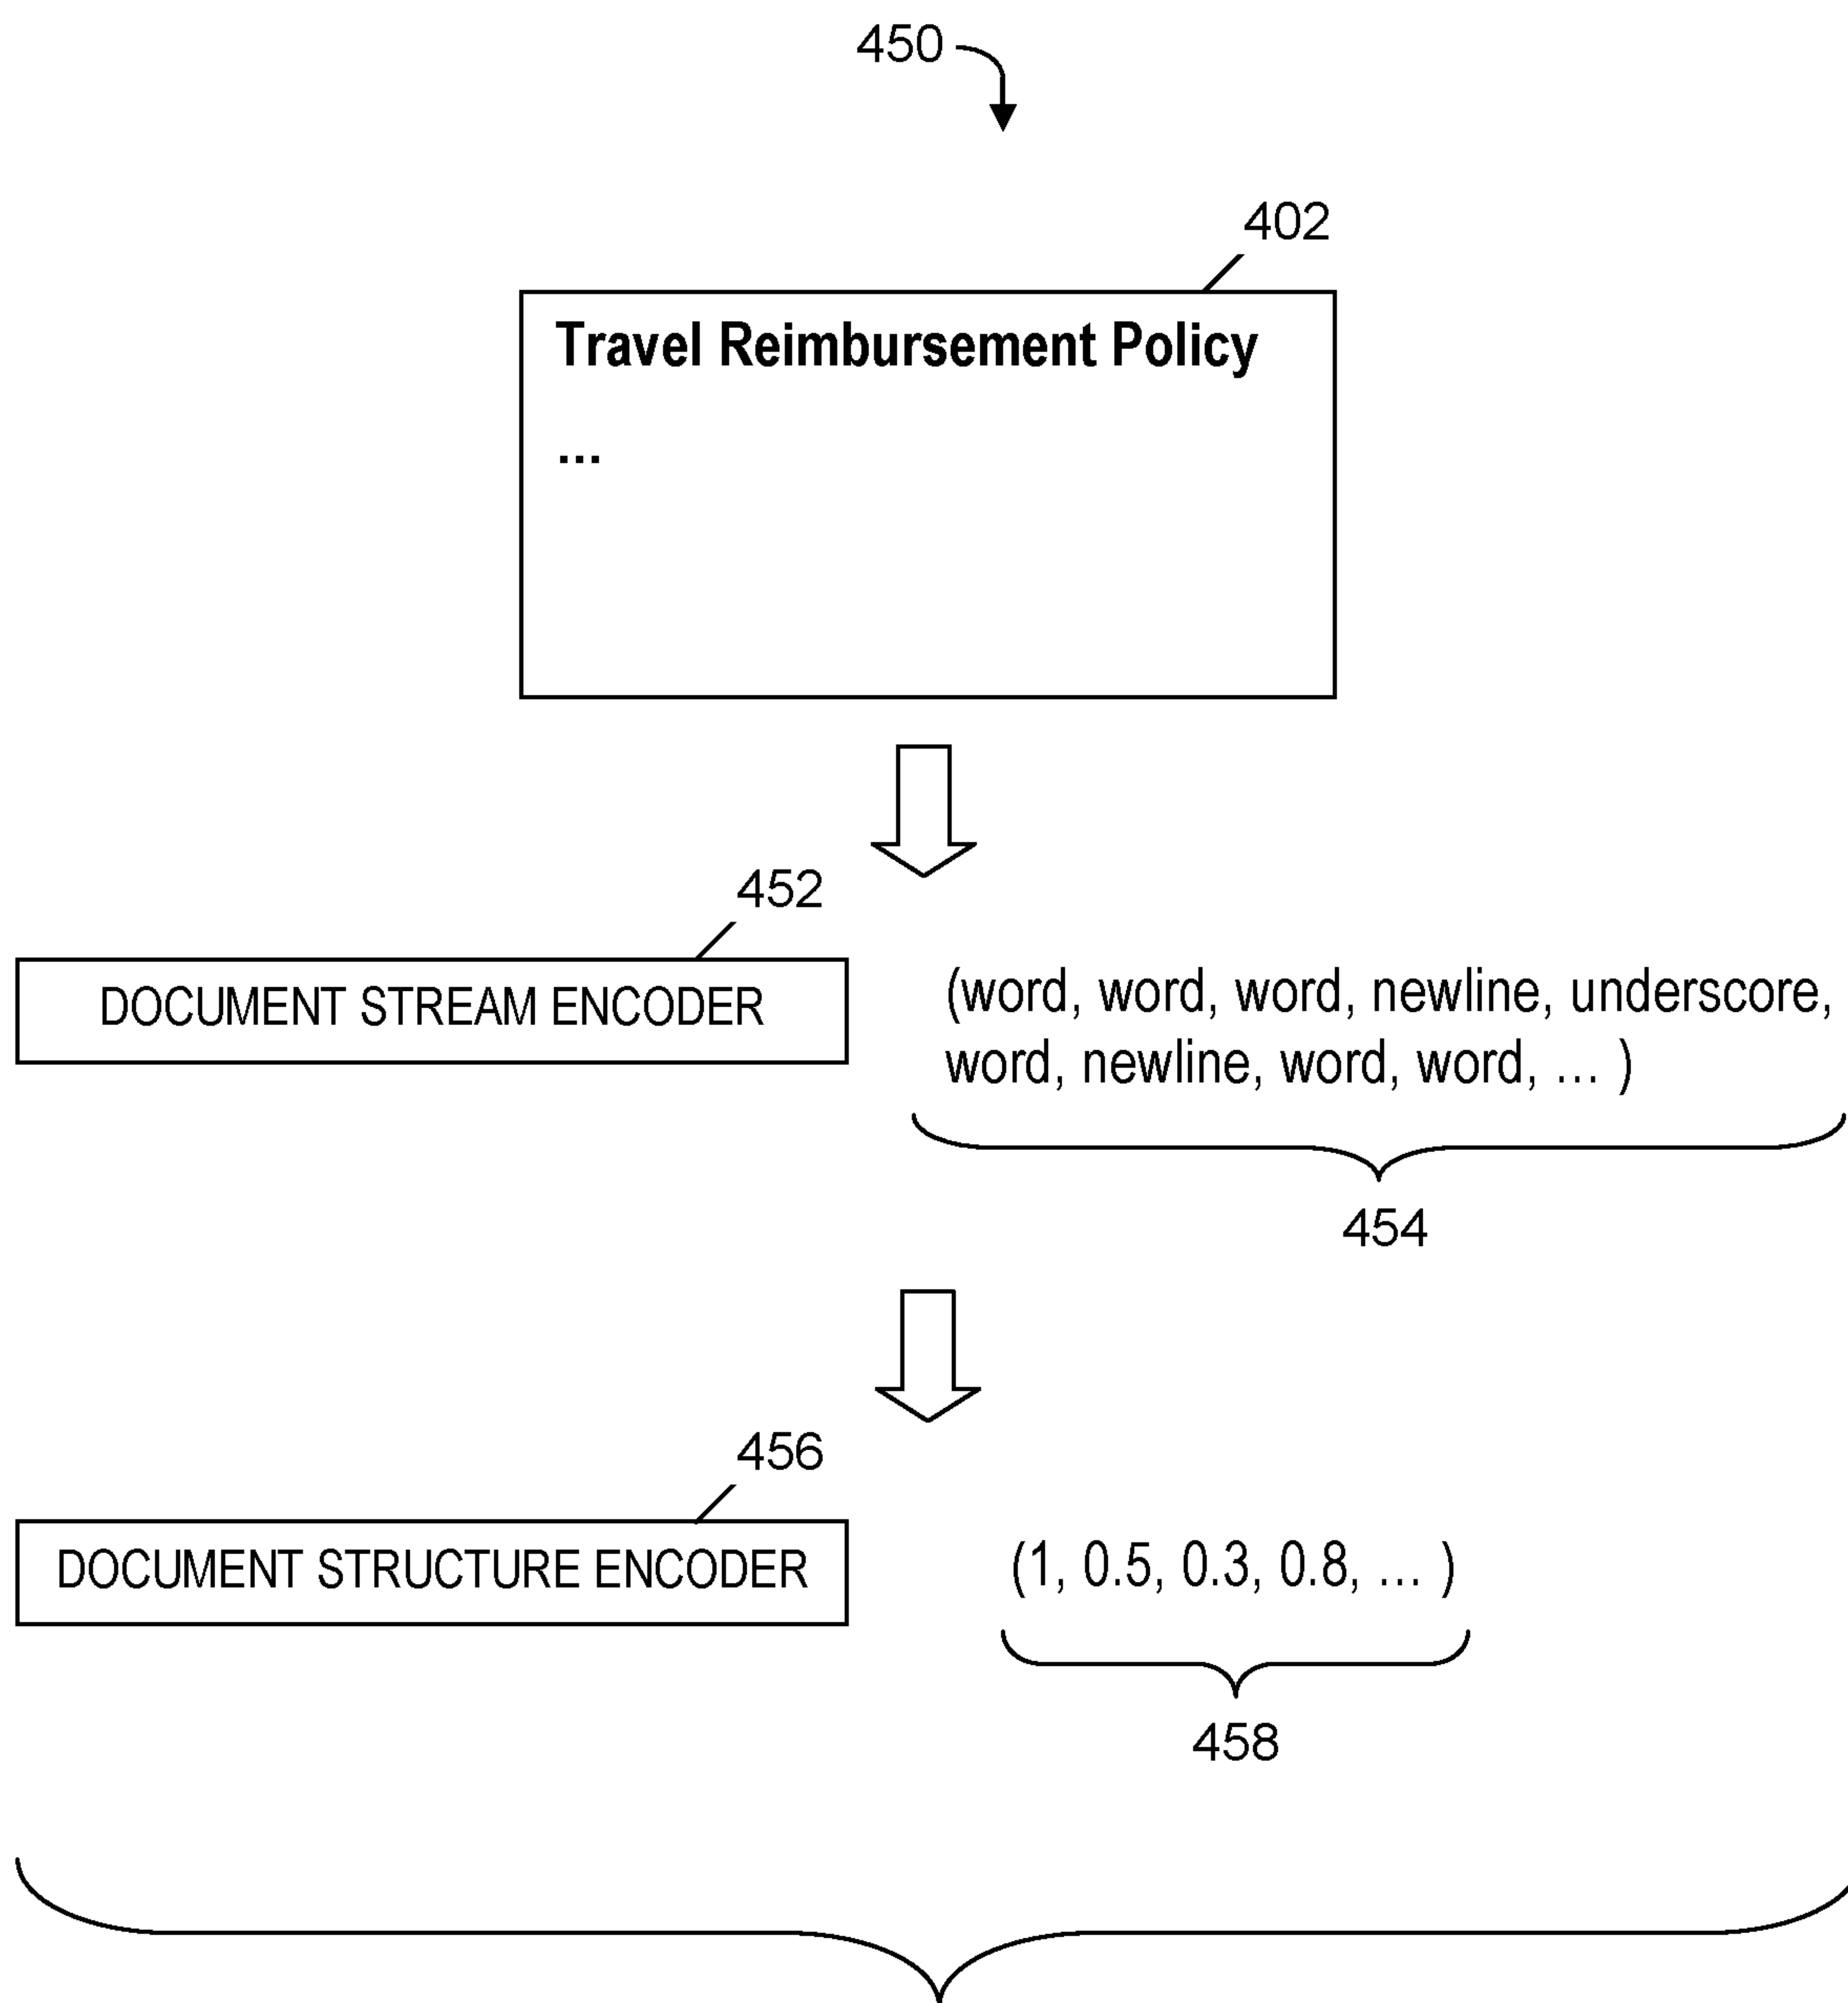 450
402
Travel Reimbursement Policy
...
452
DOCUMENT STREAM ENCODER
(word, word, word, newline, underscore,
word, newline, word, word, ... )
454
456
DOCUMENT STRUCTURE ENCODER
(1, 0.5, 0.3, 0.8, ... )
458